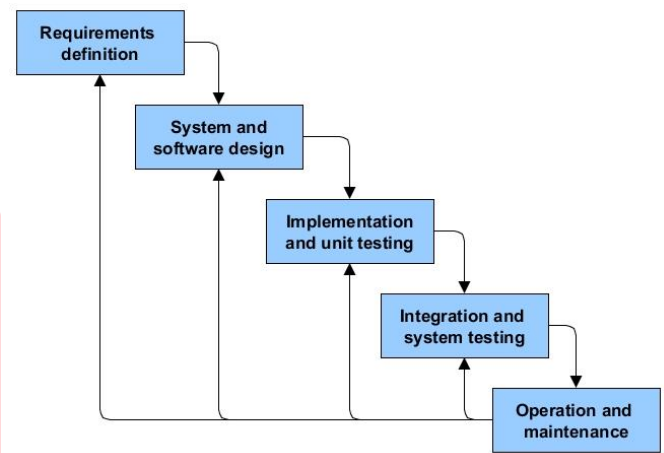 Requirements
definition
System and
software design
Implementation
and unit testing
Integration and
system testing
Operation and
maintenance